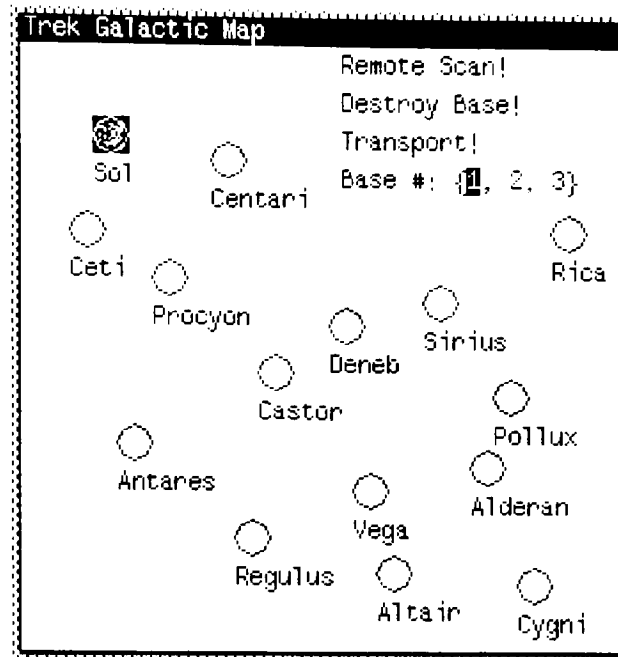 Trek Galactic Map
Remote Scan!
Destroy Base!
Transport!
Base #: {1, 2, 3}
Sol
Centari
Ceti
Rica
Procyon
Sirius
Deneb
Castor
Pollux
Antares
Alderan
Vega
Regulus
Altair
Cygni